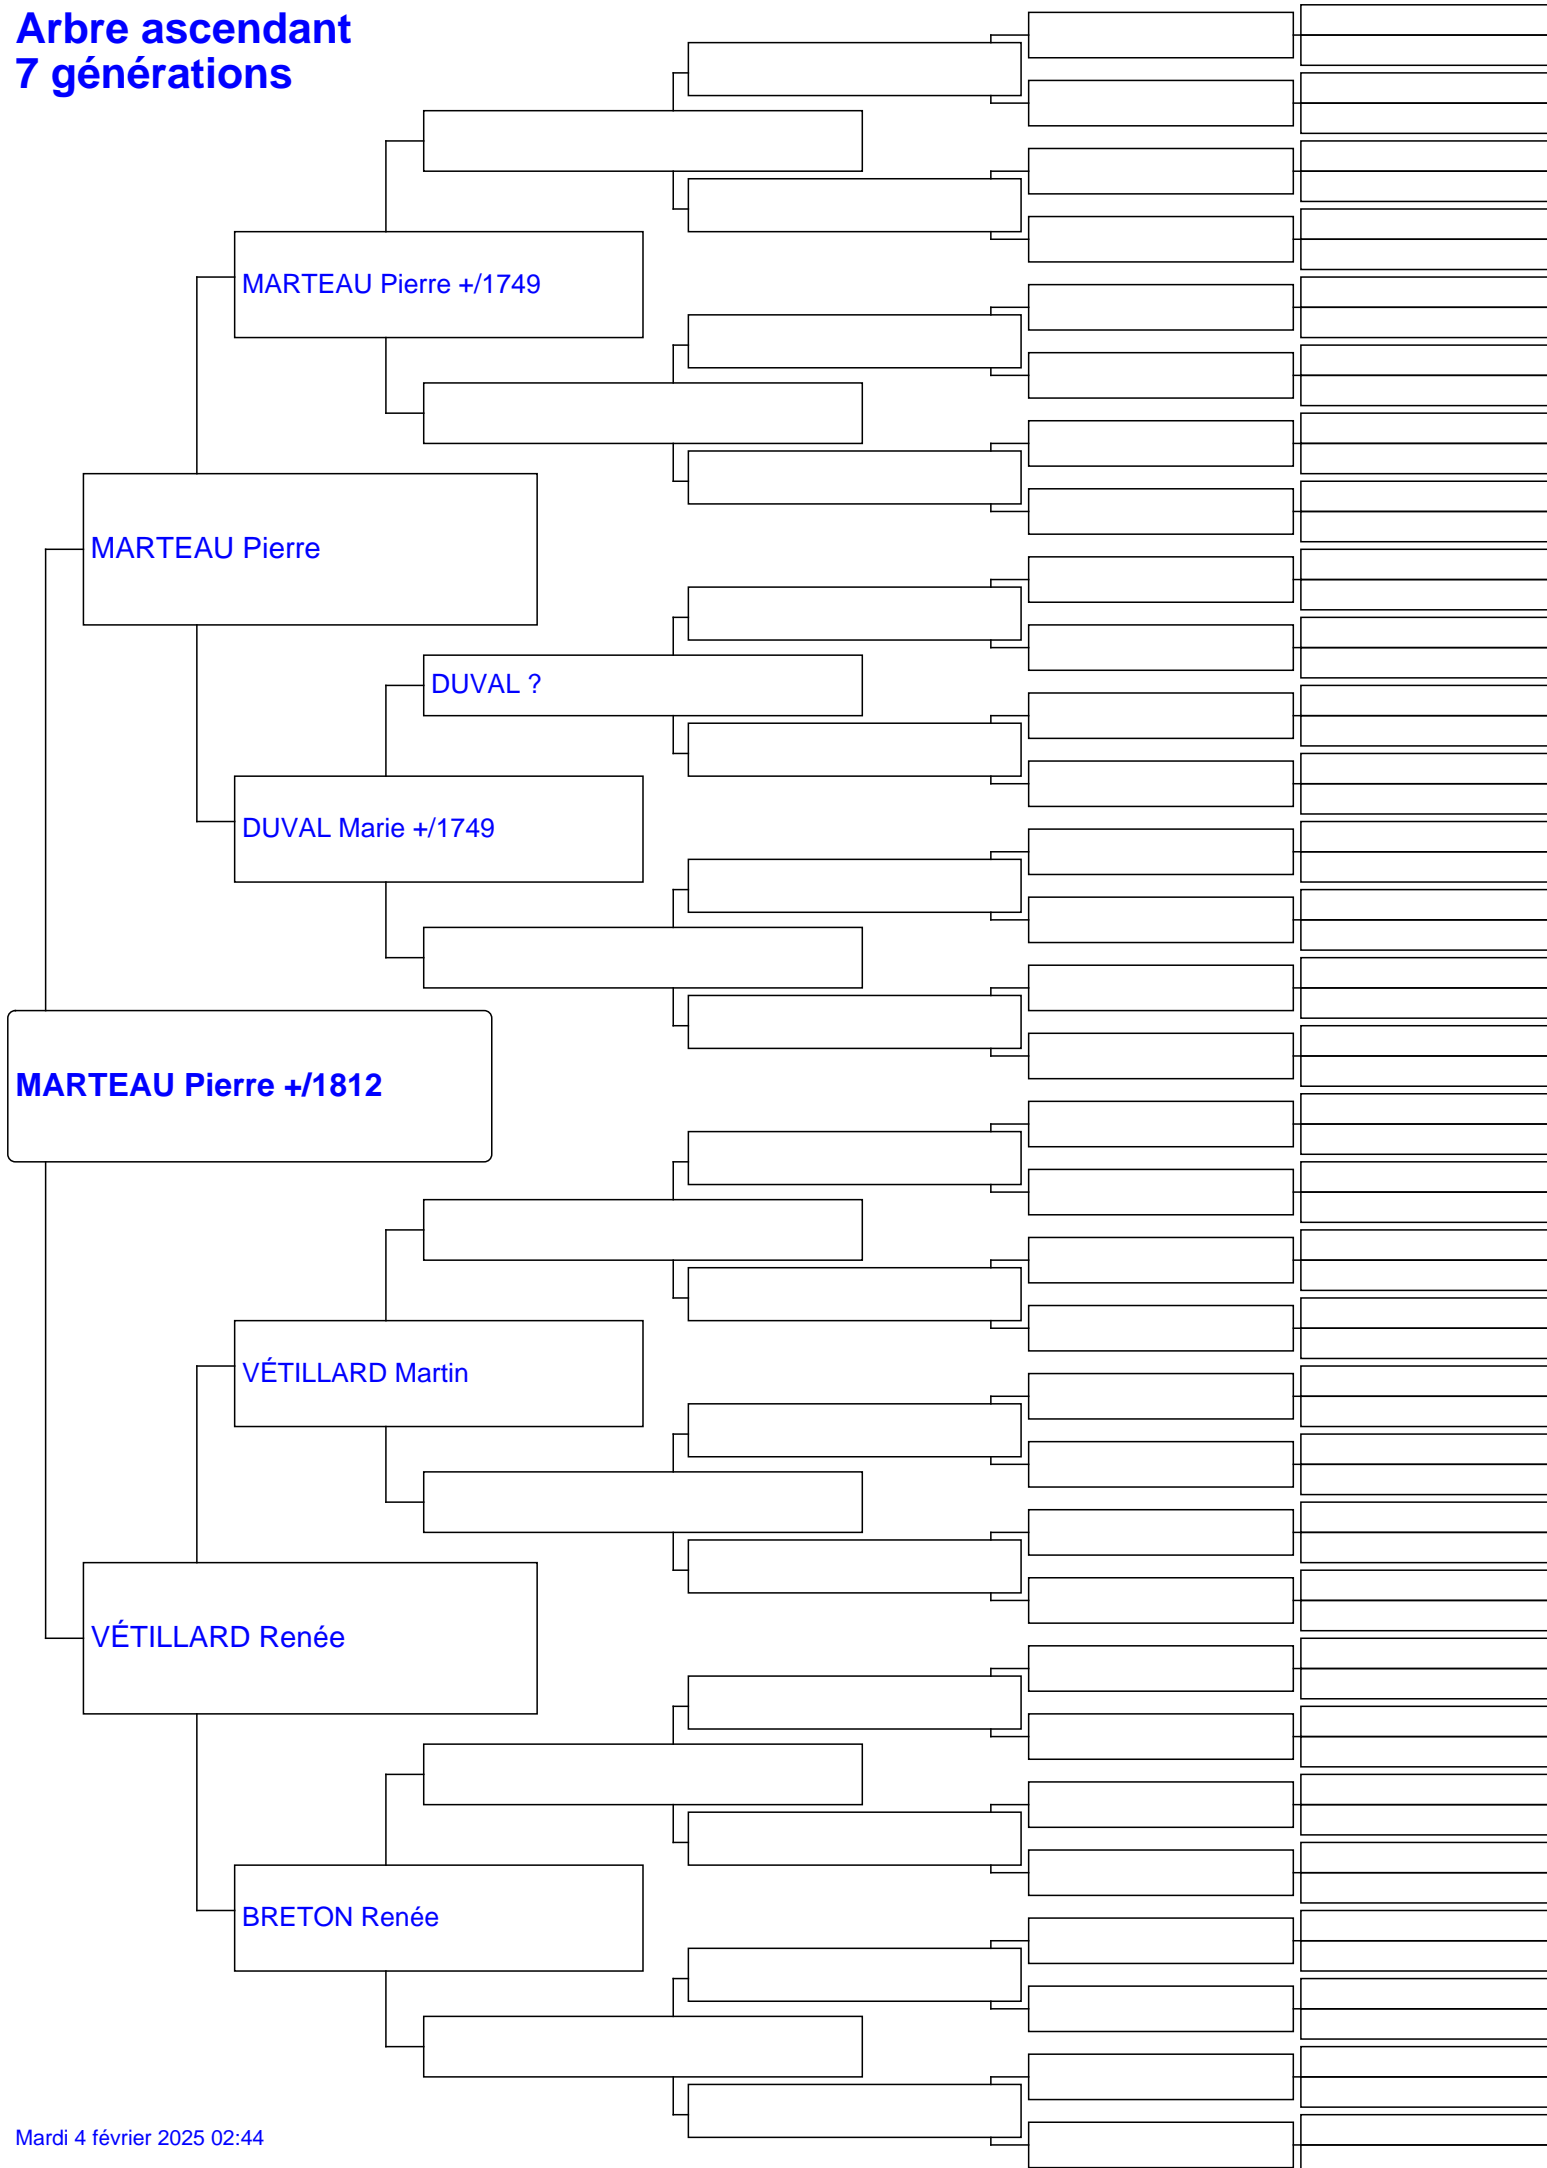 Arbre ascendant
7 générations
MARTEAU Pierre +/1749
MARTEAU Pierre
DUVAL ?
DUVAL Marie +/1749
MARTEAU Pierre +/1812
VÉTILLARD Martin
VÉTILLARD Renée
BRETON Renée
Mardi 4 février 2025 02:44